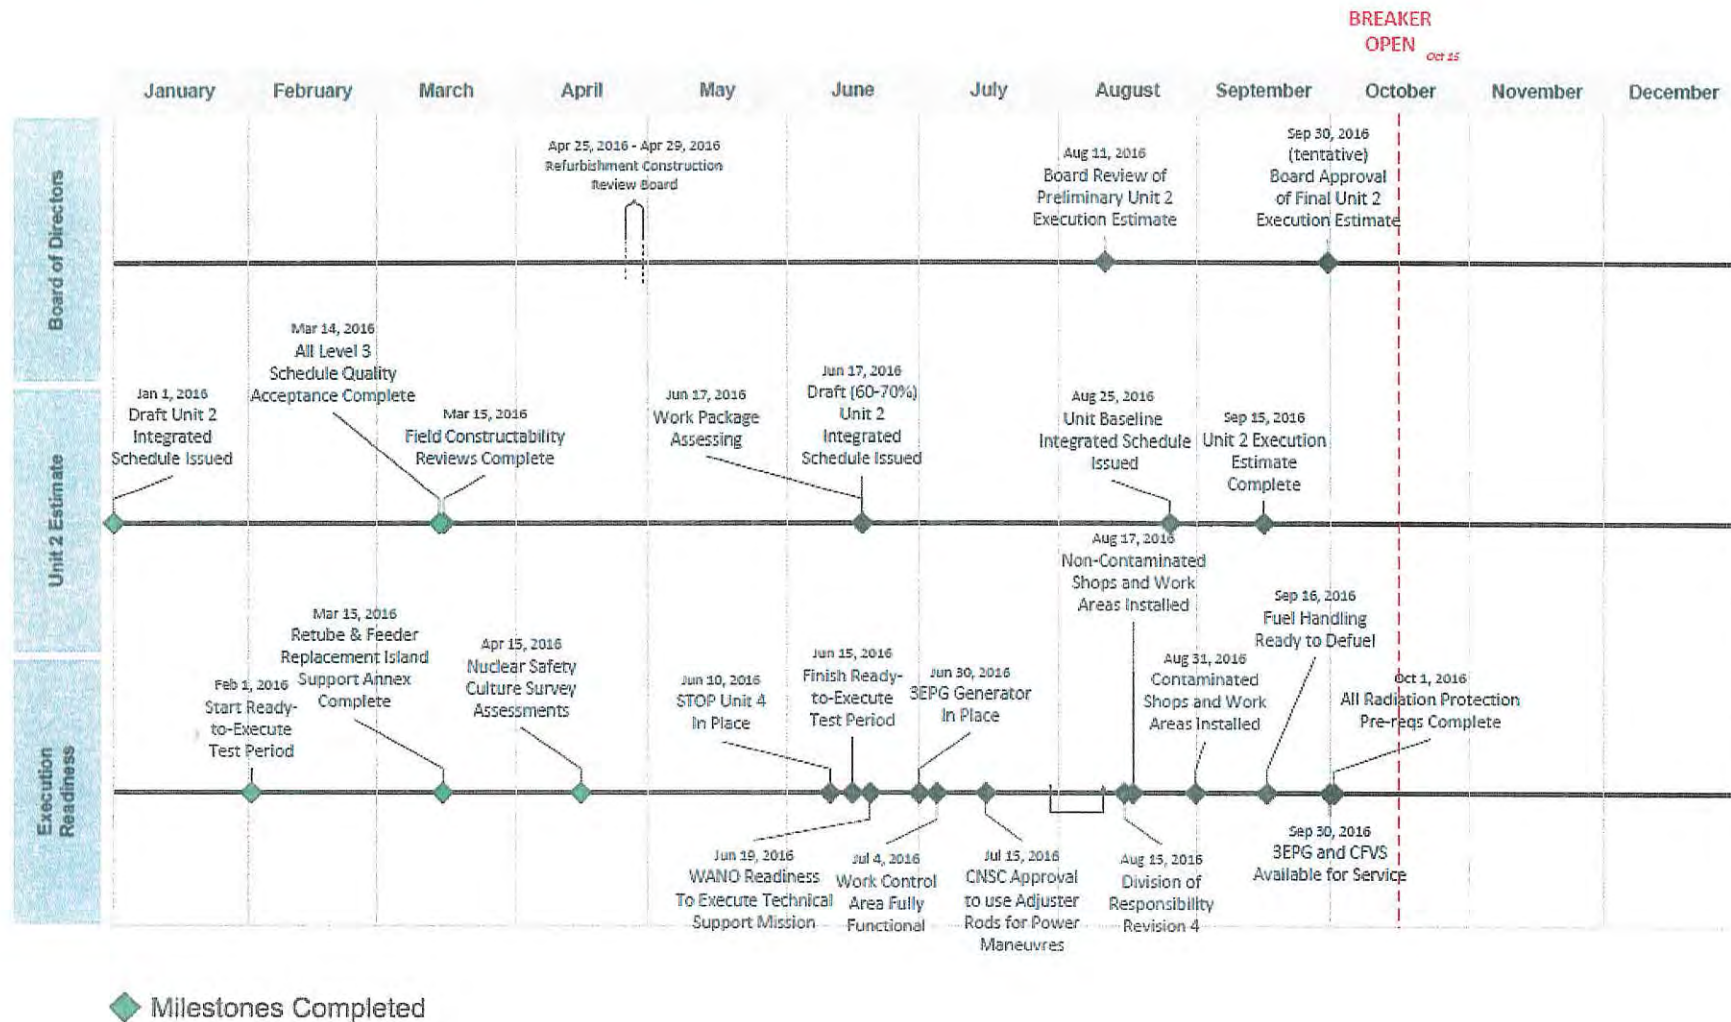 BREAKER
OPEN Oct 15
January February March April May June July August September October November December
Board of Directors
Apr 25, 2016 - Apr 29, 2016
Refurbishment Construction
Review Board
Aug 11, 2016
Board Review of
Preliminary Unit 2
Execution Estimate
Sep 30, 2016
(tentative)
Board Approval
of Final Unit 2
Execution Estimate
Unit 2 Estimate
Jan 1, 2016
Draft Unit 2
Integrated
Schedule Issued
Mar 14, 2016
All Level 3
Schedule Quality
Acceptance Complete
Mar 15, 2016
Field Constructability
Reviews Complete
Jun 17, 2016
Work Package
Assessing
Jun 17, 2016
Draft (60-70%)
Unit 2
Integrated
Schedule Issued
Aug 25, 2016
Unit Baseline
Integrated Schedule
Issued
Sep 15, 2016
Unit 2 Execution
Estimate
Complete
Execution
Readiness
Feb 1, 2016
Start Ready-
to-Execute
Test Period
Mar 15, 2016
Retube & Feeder
Replacement Island
Support Annex
Complete
Apr 15, 2016
Nuclear Safety
Culture Survey
Assessments
Jun 10, 2016
STOP Unit 4
In Place
Jun 15, 2016
Finish Ready-
to-Execute
Test Period
Jun 30, 2016
3EPG Generator
In Place
Aug 17, 2016
Non-Contaminated
Shops and Work
Areas Installed
Aug 31, 2016
Contaminated
Shops and Work
Areas Installed
Sep 16, 2016
Fuel Handling
Ready to Defuel
Oct 1, 2016
All Radiation Protection
Pre-reqs Complete
Jun 19, 2016
WANO Readiness
To Execute Technical
Support Mission
Jul 4, 2016
Work Control
Area Fully
Functional
Jul 15, 2016
CNSC Approval
to use Adjuster
Rods for Power
Maneuvres
Aug 15, 2016
Division of
Responsibility
Revision 4
Sep 30, 2016
3EPG and CFVS
Available for Service
Milestones Completed